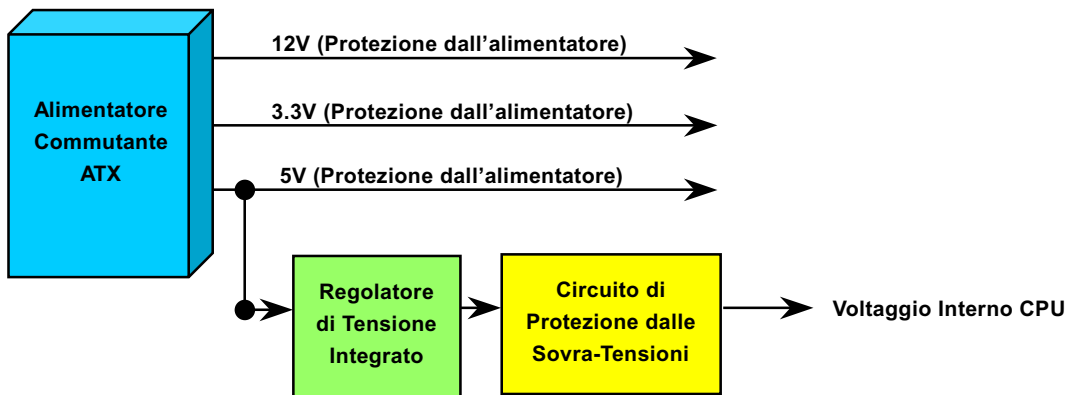 12V (Protezione dall'alimentatore)
Alimentatore
Commutante
ATX
3.3V (Protezione dall'alimentatore)
5V (Protezione dall'alimentatore)
Regolatore
di Tensione
Integrato
Circuito di
Protezione dalle
Sovra-Tensioni
Voltaggio Interno CPU